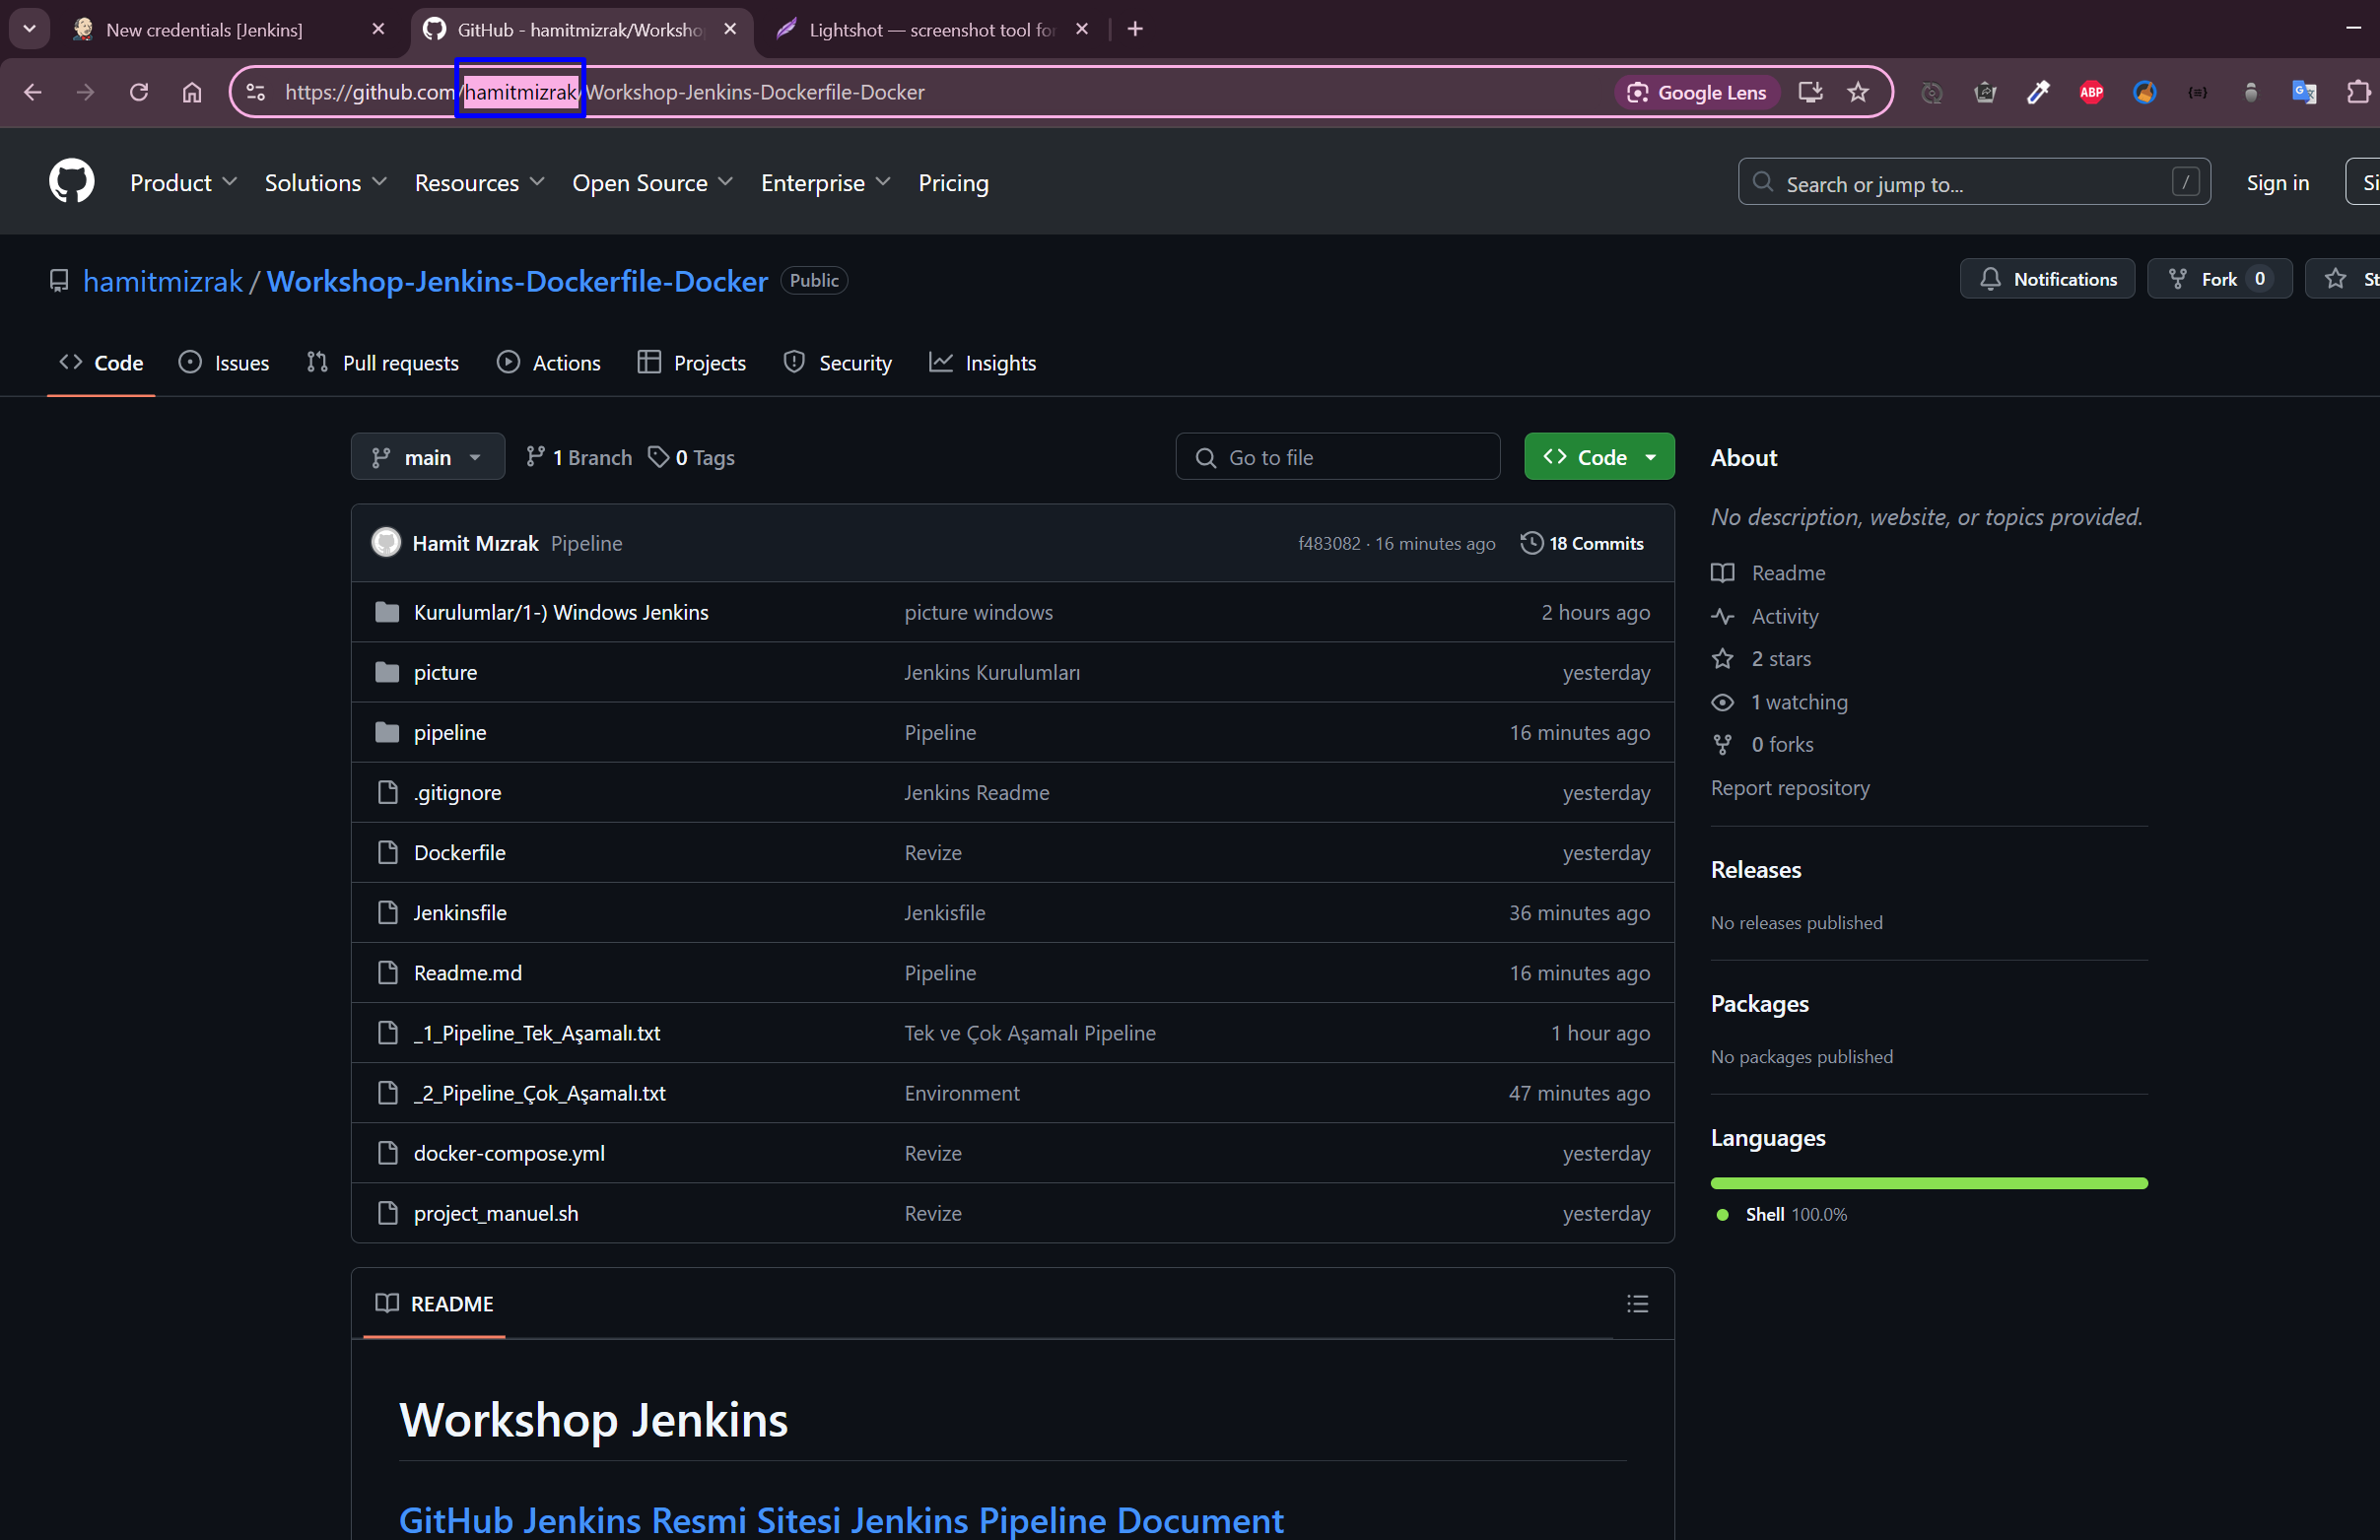 New credentials [Jenkins]
GitHub - hamitmizrak/Worksho
Lightshot — screenshot tool for
https://github.com/hamitmizrak/Workshop-Jenkins-Dockerfile-Docker
Google Lens
ABP
Product
Solutions
Resources
Open Source
Enterprise
Pricing
Search or jump to...
/
Sign in
Si
hamitmizrak / Workshop-Jenkins-Dockerfile-Docker
Public
Notifications
Fork 0
St
Code
Issues
Pull requests
Actions
Projects
Security
Insights
main
1 Branch
0 Tags
Go to file
Code
About
No description, website, or topics provided.
Hamit Mızrak Pipeline
f483082 · 16 minutes ago
18 Commits
Kurulumlar/1-) Windows Jenkins picture windows 2 hours ago
picture Jenkins Kurulumları yesterday
pipeline Pipeline 16 minutes ago
.gitignore Jenkins Readme yesterday
Dockerfile Revize yesterday
Jenkinsfile Jenkisfile 36 minutes ago
Readme.md Pipeline 16 minutes ago
_1_Pipeline_Tek_Aşamalı.txt Tek ve Çok Aşamalı Pipeline 1 hour ago
_2_Pipeline_Çok_Aşamalı.txt Environment 47 minutes ago
docker-compose.yml Revize yesterday
project_manuel.sh Revize yesterday
Readme
Activity
2 stars
1 watching
0 forks
Report repository
Releases
No releases published
Packages
No packages published
Languages
Shell 100.0%
README
Workshop Jenkins
GitHub Jenkins Resmi Sitesi Jenkins Pipeline Document